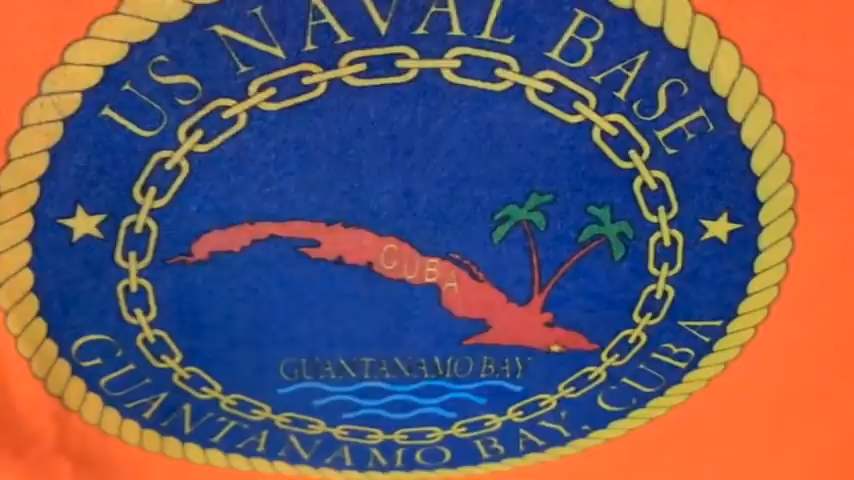 US NAVAL BASE
CUBA
GUANTANAMO BAY
GUANTANAMO BAY, CUBA